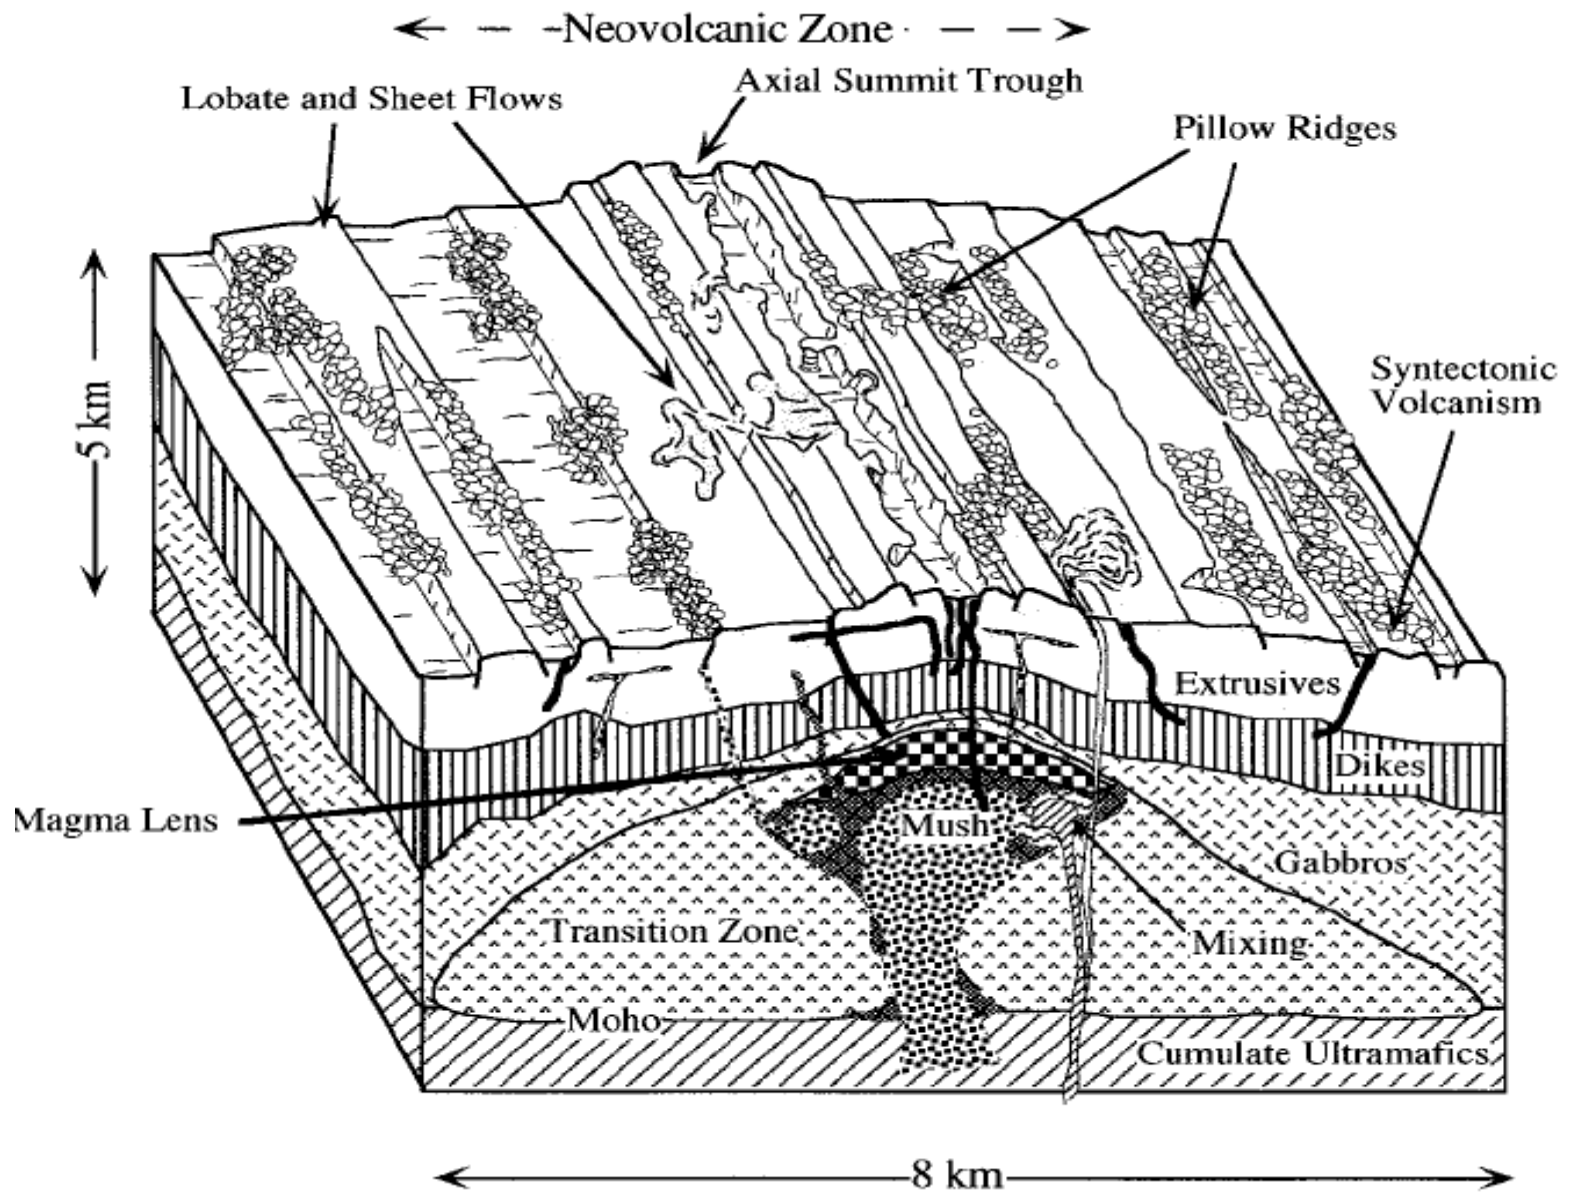 Neovolcanic Zone
Axial Summit Trough
Lobate and Sheet Flows
Pillow Ridges
Syntectonic
Volcanism
5 km
Extrusives
Dikes
Magma Lens
Mush
Gabbros
Transition Zone
Mixing
Moho
Cumulate Ultramafics
8 km